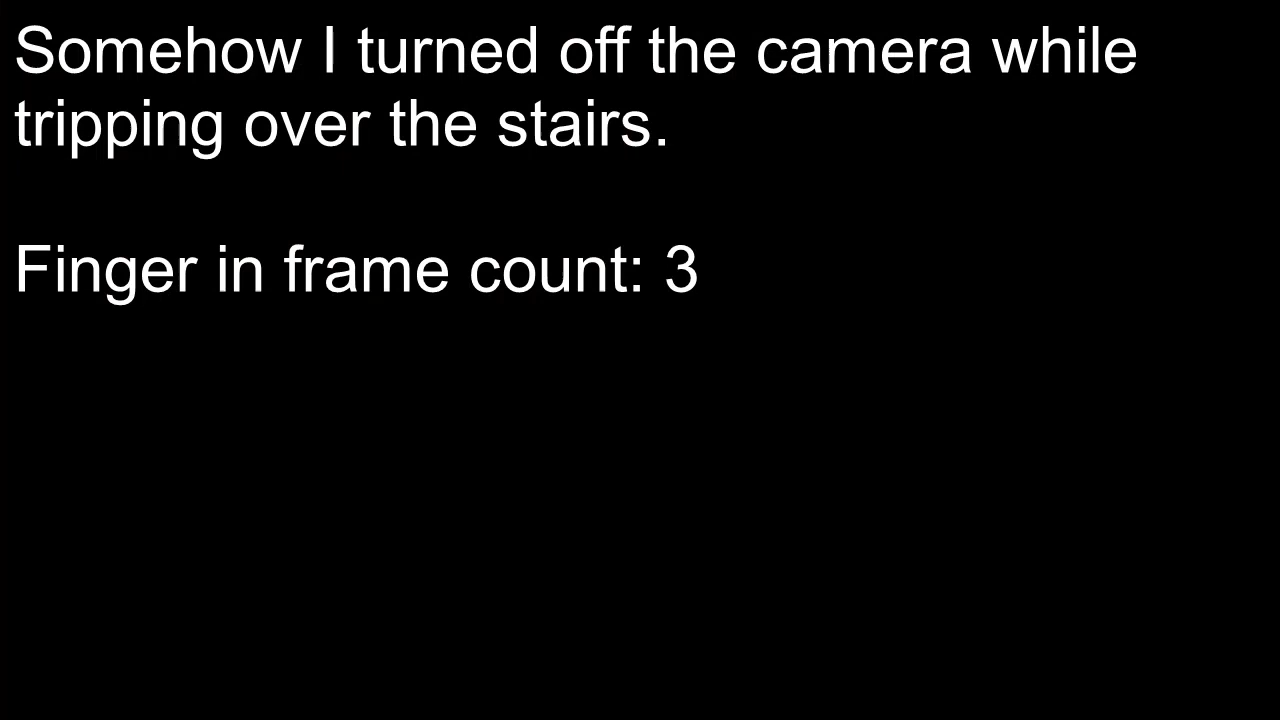 Somehow I turned off the camera while
tripping over the stairs.
Finger in frame count: 3